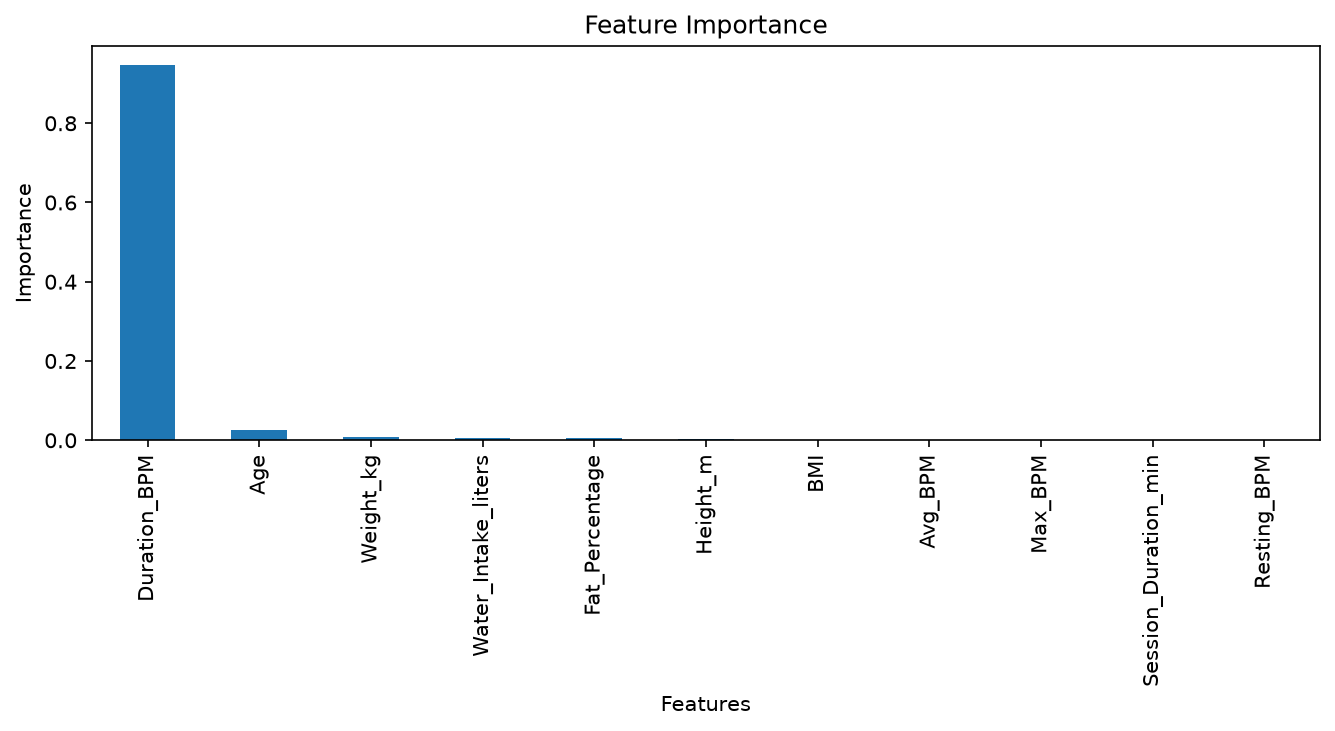 Feature Importance
Importance
0.8
0.6
0.4
0.2
0.0
Duration_BPM
Age
Weight_kg
Water_Intake_liters
Fat_Percentage
Height_m
BMI
Avg_BPM
Max_BPM
Session_Duration_min
Resting_BPM
Features